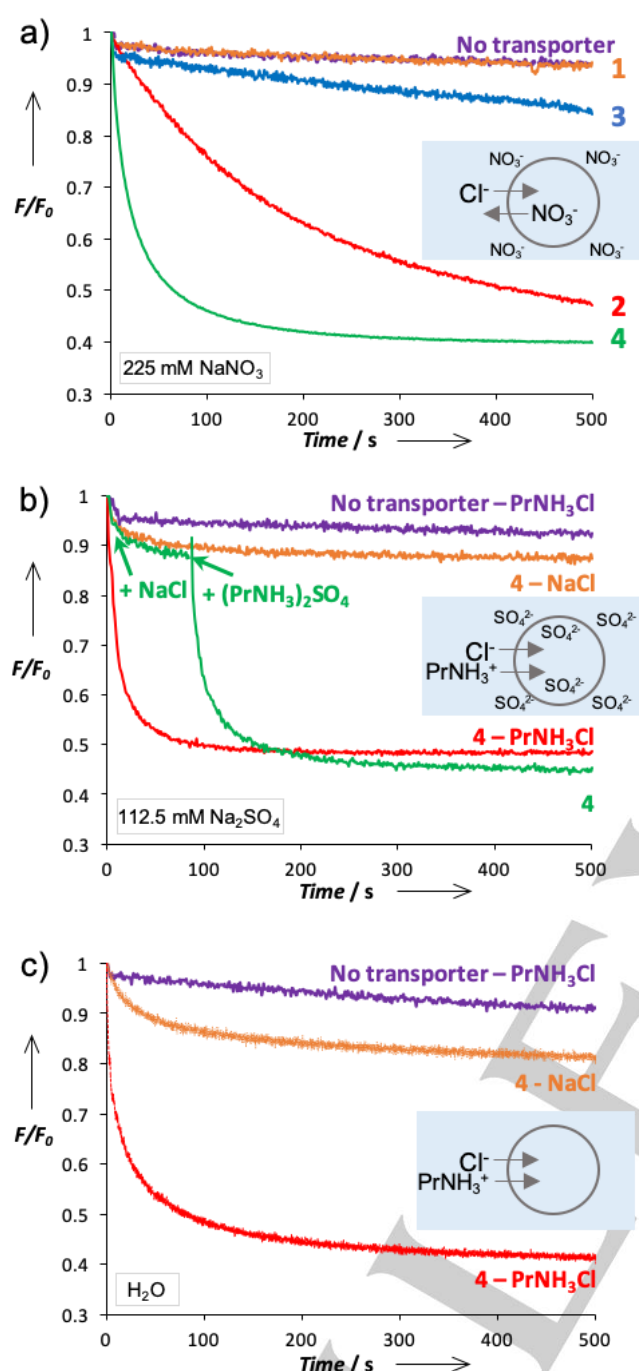 a)
1
0.9
0.8
0.7
0.6
0.5
0.4
0.3
F/F0
No transporter
1
3
NO3-
NO3-
Cl-
NO3-
NO3-
NO3-
2
4
225 mM NaNO3
0
100
200
300
400
500
Time / s
b)
1
0.9
0.8
0.7
0.6
0.5
0.4
0.3
F/F0
No transporter – PrNH3Cl
4 – NaCl
+ NaCl
+ (PrNH3)2SO4
SO42-
SO42-
SO42-
Cl-
PrNH3+
SO42-
SO42-
SO42-
4 – PrNH3Cl
4
112.5 mM Na2SO4
0
100
200
300
400
500
Time / s
c)
1
0.9
0.8
0.7
0.6
0.5
0.4
0.3
F/F0
No transporter – PrNH3Cl
4 - NaCl
Cl-
PrNH3+
4 – PrNH3Cl
H2O
0
100
200
300
400
500
Time / s